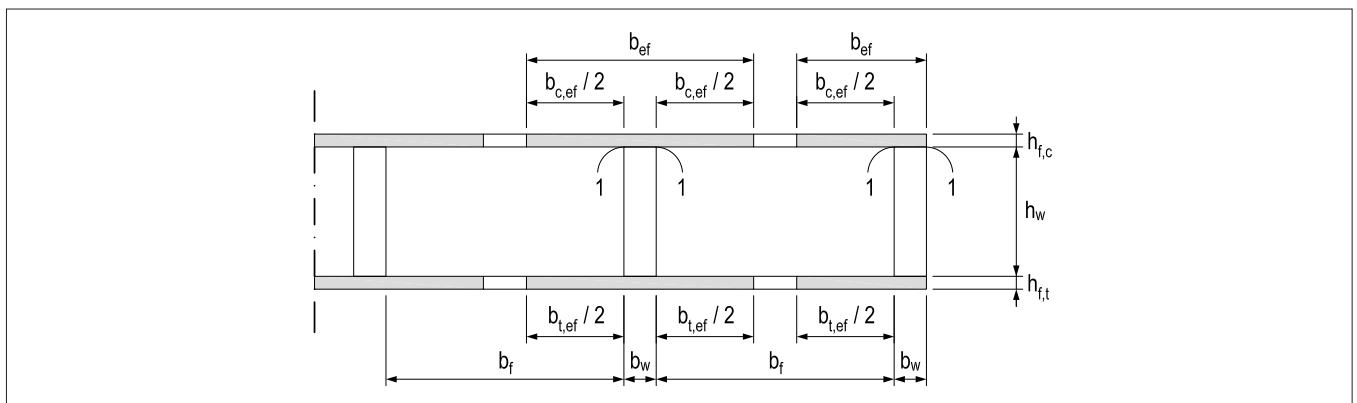 b_ef b_ef
b_c,ef / 2 b_c,ef / 2 b_c,ef / 2
h_f,c
1 1 1 1
h_w
h_f,t
b_t,ef / 2 b_t,ef / 2 b_t,ef / 2
b_f b_w b_f b_w